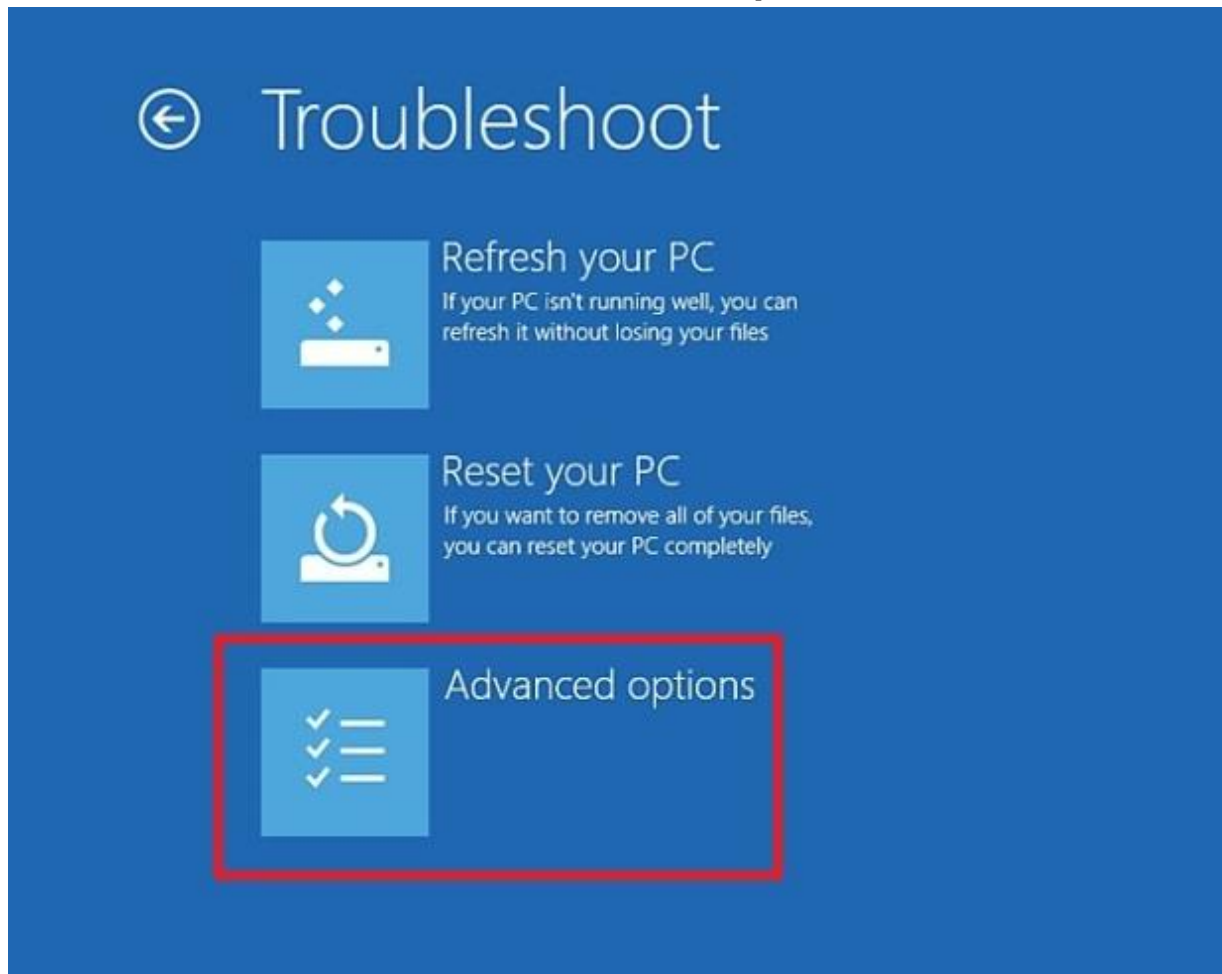 Troubleshoot
Refresh your PC
If your PC isn't running well, you can
refresh it without losing your files
Reset your PC
If you want to remove all of your files,
you can reset your PC completely
Advanced options